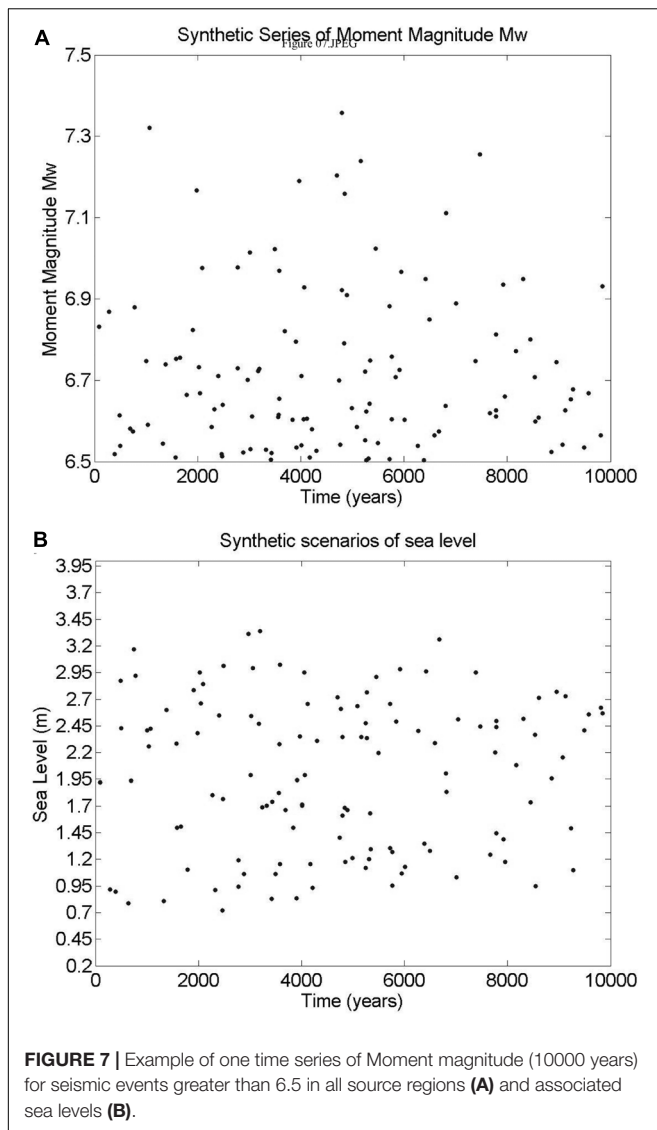 A
Synthetic Series of Moment Magnitude Mw
Figure 07.JPEG
7.5
7.3
7.1
6.9
6.7
6.5
Moment Magnitude Mw
0 2000 4000 6000 8000 10000
Time (years)
B
Synthetic scenarios of sea level
3.95
3.7
3.45
3.2
2.95
2.7
2.45
2.2
1.95
1.7
1.45
1.2
0.95
0.7
0.45
0.2
Sea Level (m)
0 2000 4000 6000 8000 10000
Time (years)
FIGURE 7 | Example of one time series of Moment magnitude (10000 years)
for seismic events greater than 6.5 in all source regions (A) and associated
sea levels (B).